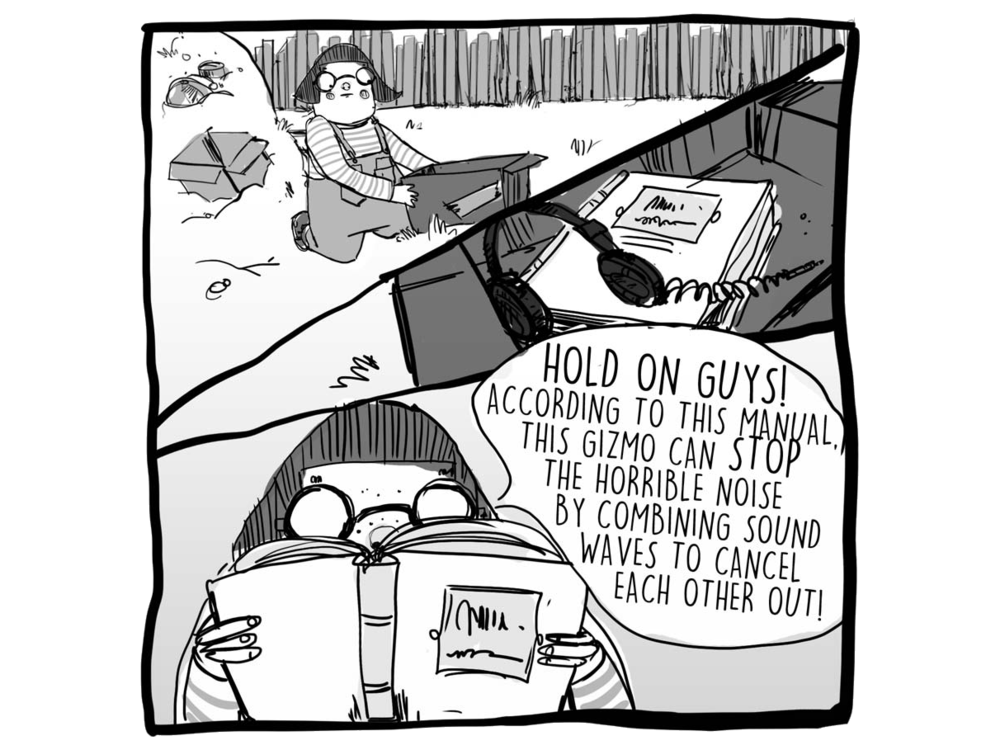 HOLD ON GUYS!
ACCORDING TO THIS MANUAL,
THIS GIZMO CAN STOP
THE HORRIBLE NOISE
BY COMBINING SOUND
WAVES TO CANCEL
EACH OTHER OUT!